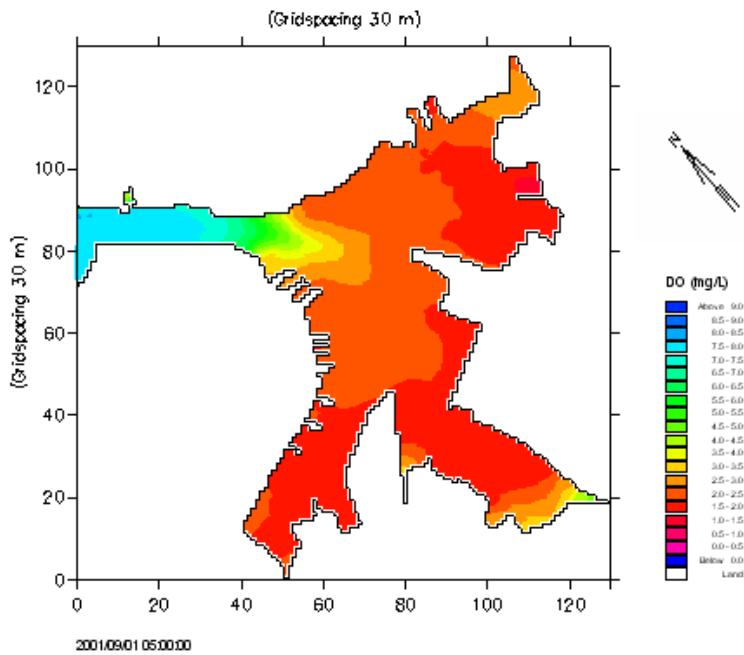 (Gridspacing 30 m)
120
100
80
60
40
20
0
(Gridspacing 30 m)
0 20 40 60 80 100 120
2001/09/01 05:00:00
N
DO (mg/L)
Above 9.0
8.5 - 9.0
8.0 - 8.5
7.5 - 8.0
7.0 - 7.5
6.5 - 7.0
6.0 - 6.5
5.5 - 6.0
5.0 - 5.5
4.5 - 5.0
4.0 - 4.5
3.5 - 4.0
3.0 - 3.5
2.5 - 3.0
2.0 - 2.5
1.5 - 2.0
1.0 - 1.5
0.5 - 1.0
0.0 - 0.5
Below 0.0
Land